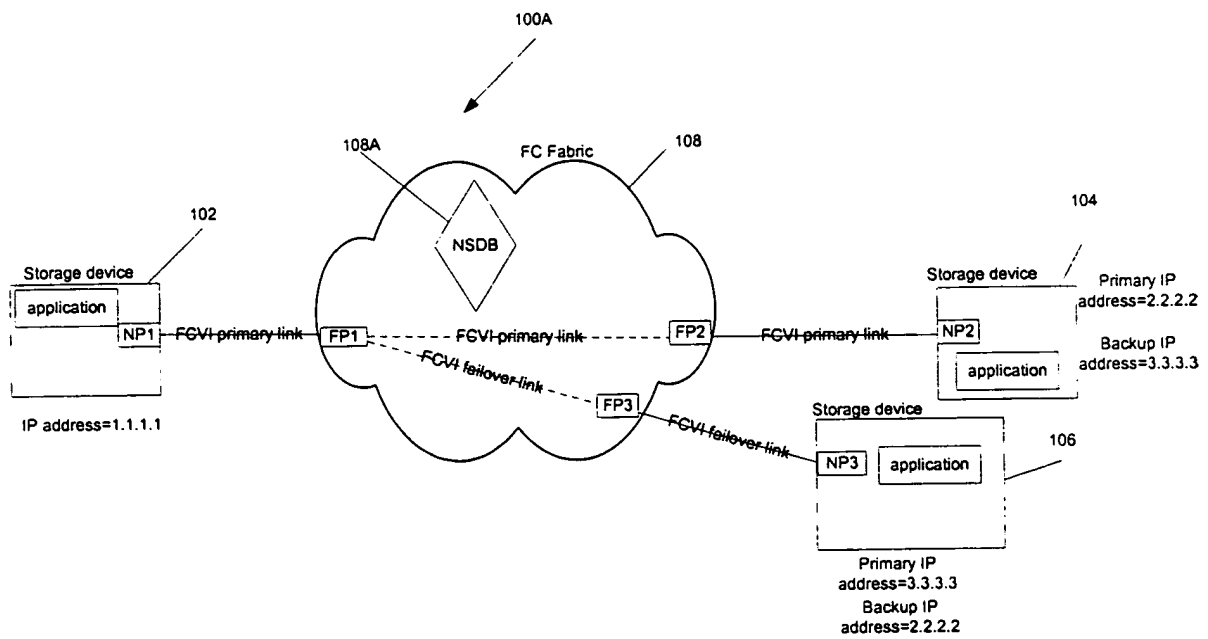 100A
108A
FC Fabric
108
NSDB
102
104
Storage device
application
NP1
FCVI primary link
FP1
FCVI primary link
FP2
FCVI primary link
Storage device
NP2
application
Primary IP
address=2.2.2.2
Backup IP
address=3.3.3.3
IP address=1.1.1.1
FCVI failover link
FP3
FCVI failover link
Storage device
NP3
application
106
Primary IP
address=3.3.3.3
Backup IP
address=2.2.2.2